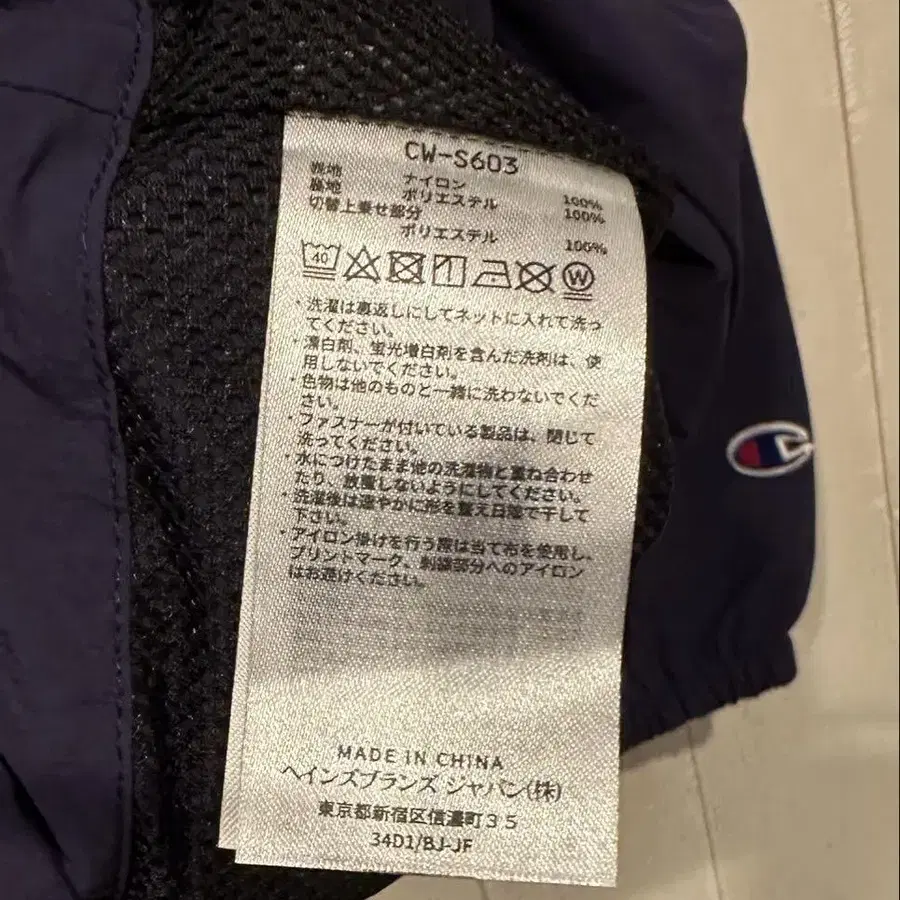 CW-S603
表地 ナイロン 100%
裏地 ポリエステル 100%
切替上乗せ部分
ポリエステル 100%
40 W
・洗濯は裏返しにしてネットに入れて洗っ
てください。
・漂白剤、蛍光増白剤を含んだ洗剤は、使
用しないでください。
・色物は他のものと一緒に洗わないでくだ
さい。
・ファスナーが付いている製品は、閉じて
洗ってください。
・水につけたまま他の洗濯物と重ね合わせ
たり、放置しないようにしてください。
・洗濯後は速やかに形を整え日陰で干して
下さい。
・アイロン掛けを行う際は当て布を使用し、
プリントマーク、刺繍部分へのアイロン
はお避けください。
MADE IN CHINA
ヘインズブランズ ジャパン(株)
東京都新宿区信濃町35
34D1/BJ-JF